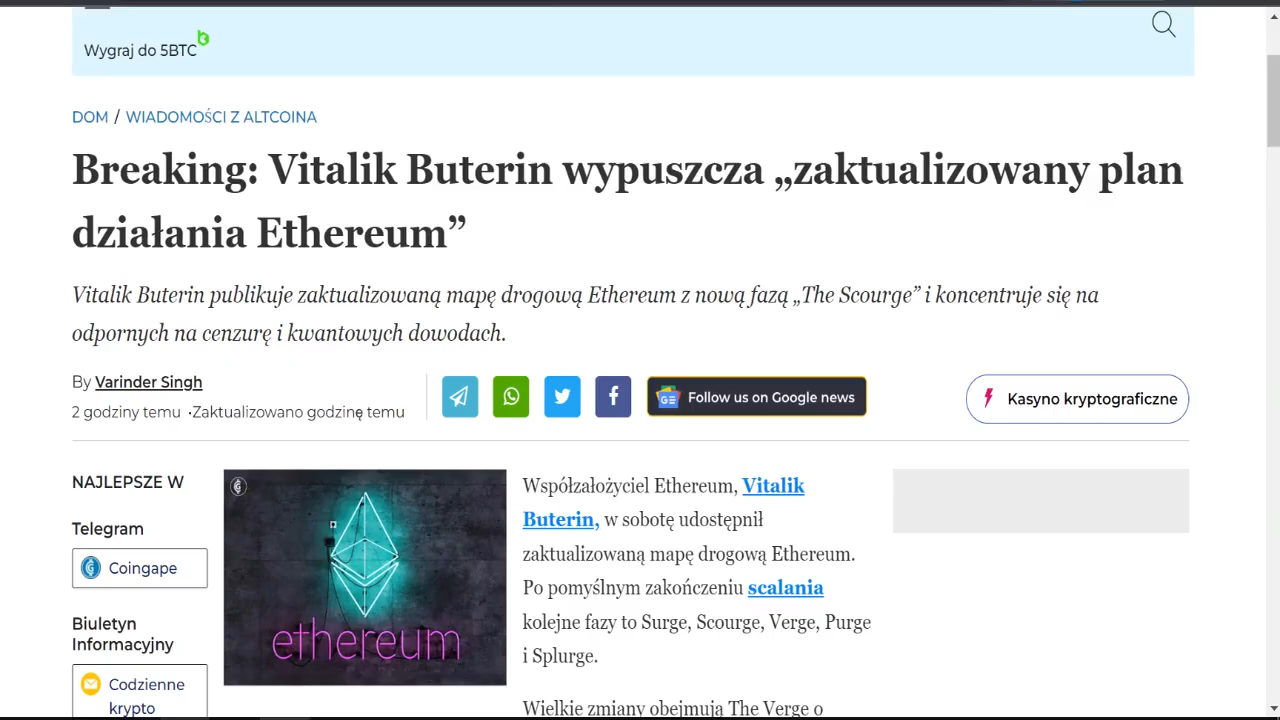 Wygraj do 5BTC
DOM / WIADOMOŚCI Z ALTCOINA
Breaking: Vitalik Buterin wypuszcza „zaktualizowany plan
działania Ethereum”
Vitalik Buterin publikuje zaktualizowaną mapę drogową Ethereum z nową fazą „The Scourge” i koncentruje się na
odpornych na cenzurę i kwantowych dowodach.
By Varinder Singh
2 godziny temu •Zaktualizowano godzinę temu
Follow us on Google news
Kasyno kryptograficzne
NAJLEPSZE W
Telegram
Coingape
Biuletyn
Informacyjny
Codzienne
krypto
ethereum
Współzałożyciel Ethereum, Vitalik
Buterin, w sobotę udostępnił
zaktualizowaną mapę drogową Ethereum.
Po pomyślnym zakończeniu scalania
kolejne fazy to Surge, Scourge, Verge, Purge
i Splurge.
Wielkie zmiany obejmują The Verge o